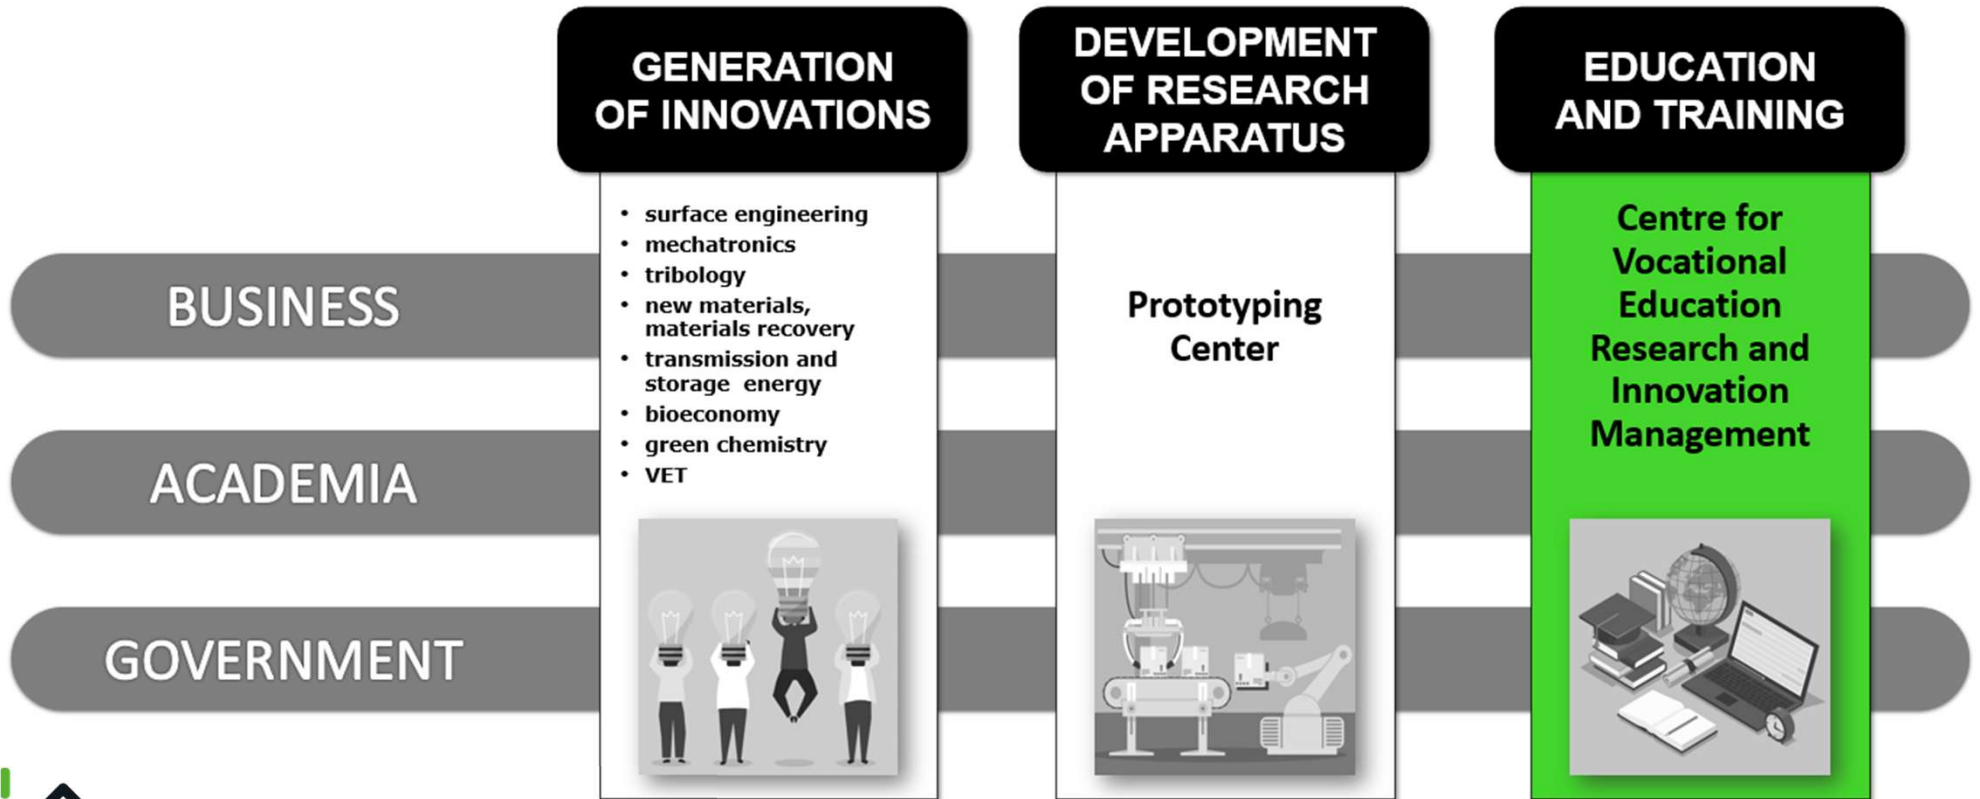 GENERATION
OF INNOVATIONS
• surface engineering
• mechatronics
• tribology
• new materials,
materials recovery
• transmission and
storage energy
• bioeconomy
• green chemistry
• VET
DEVELOPMENT
OF RESEARCH
APPARATUS
Prototyping
Center
EDUCATION
AND TRAINING
Centre for
Vocational
Education
Research and
Innovation
Management
BUSINESS
ACADEMIA
GOVERNMENT